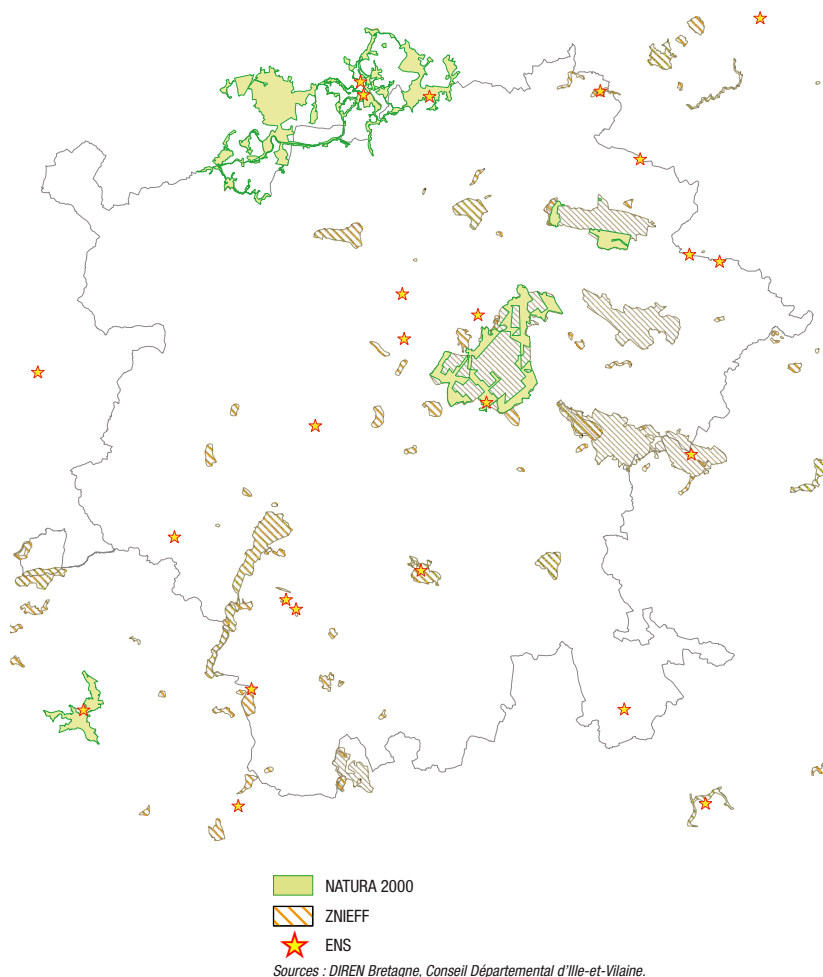 NATURA 2000
ZNIEFF
ENS
Sources : DIREN Bretagne, Conseil Départemental d'Ille-et-Vilaine.